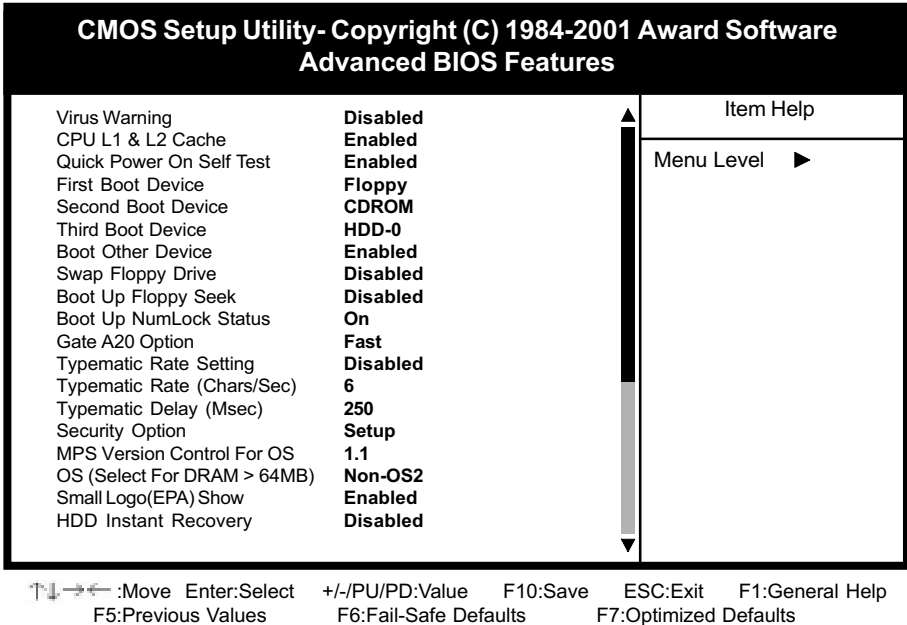 CMOS Setup Utility- Copyright (C) 1984-2001 Award Software
Advanced BIOS Features
Virus Warning Disabled
CPU L1 & L2 Cache Enabled
Quick Power On Self Test Enabled
First Boot Device Floppy
Second Boot Device CDROM
Third Boot Device HDD-0
Boot Other Device Enabled
Swap Floppy Drive Disabled
Boot Up Floppy Seek Disabled
Boot Up NumLock Status On
Gate A20 Option Fast
Typematic Rate Setting Disabled
Typematic Rate (Chars/Sec) 6
Typematic Delay (Msec) 250
Security Option Setup
MPS Version Control For OS 1.1
OS (Select For DRAM > 64MB) Non-OS2
Small Logo(EPA) Show Enabled
HDD Instant Recovery Disabled
Item Help
Menu Level ▶
↑↓→← :Move Enter:Select +/-/PU/PD:Value F10:Save ESC:Exit F1:General Help
F5:Previous Values F6:Fail-Safe Defaults F7:Optimized Defaults